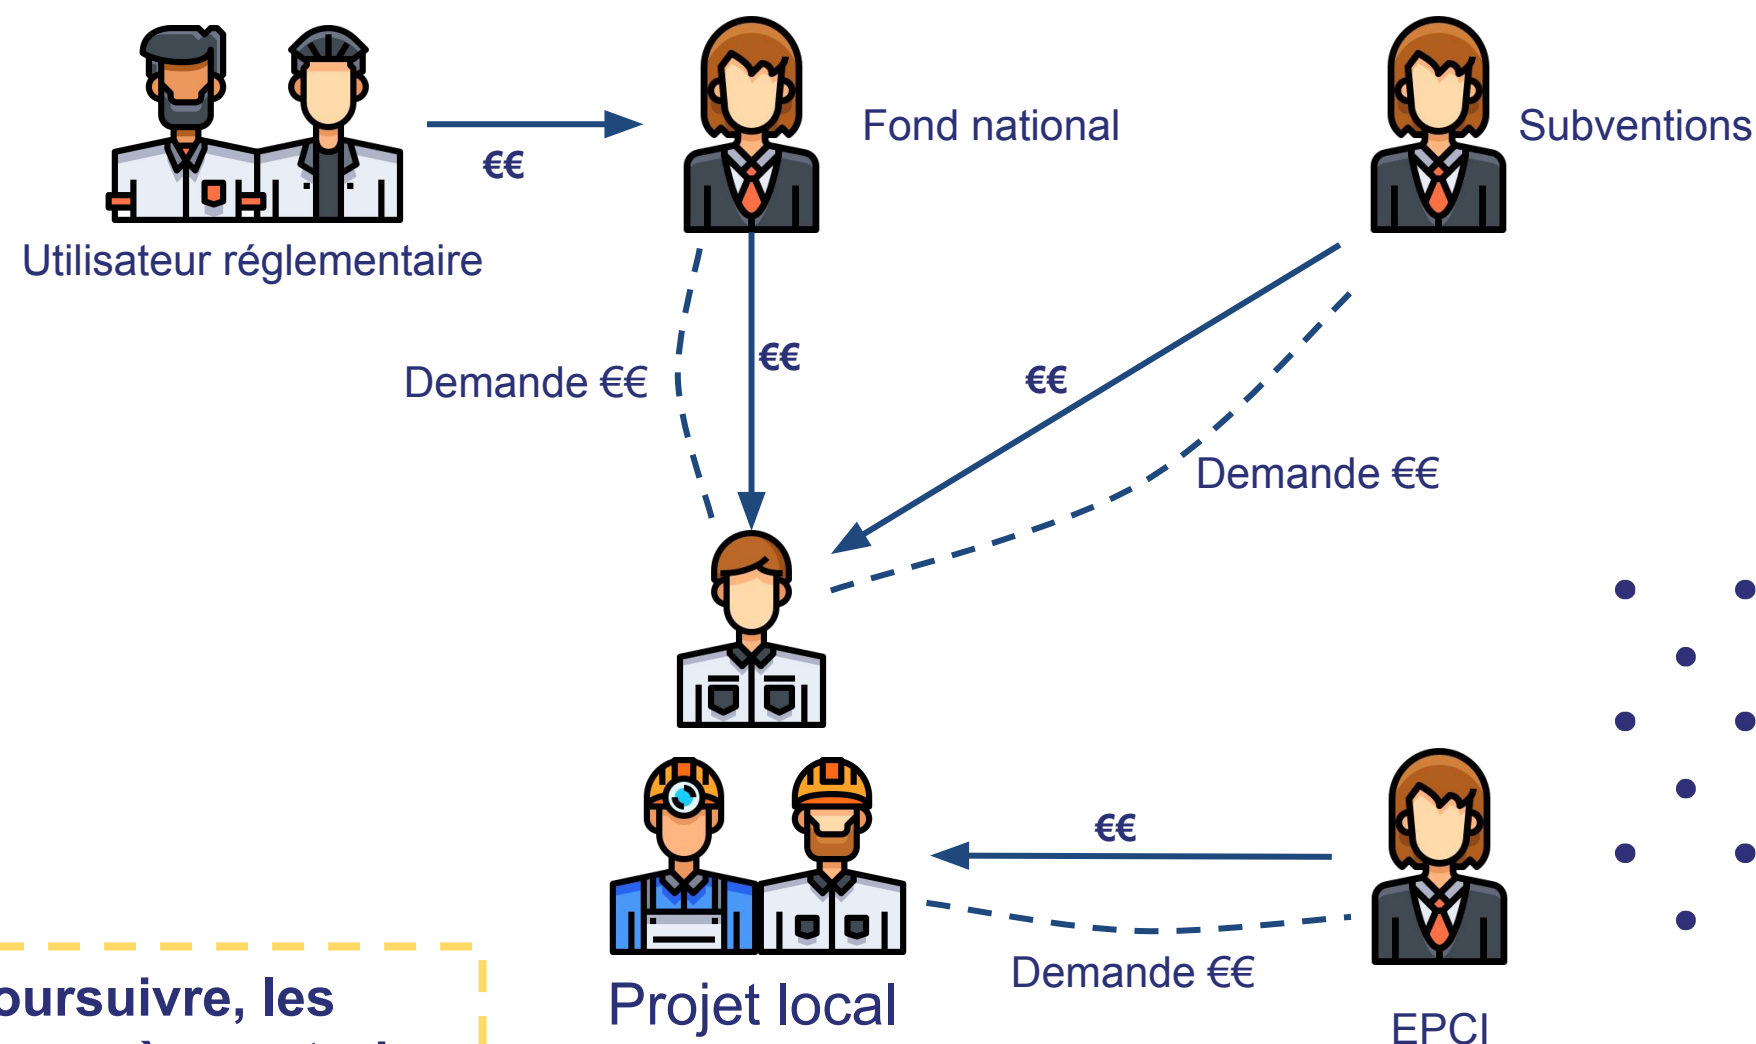 Fond national
Subventions
€€
Utilisateur réglementaire
€€
Demande €€
€€
Demande €€
€€
Demande €€
Projet local
EPCI
oursuivre, les